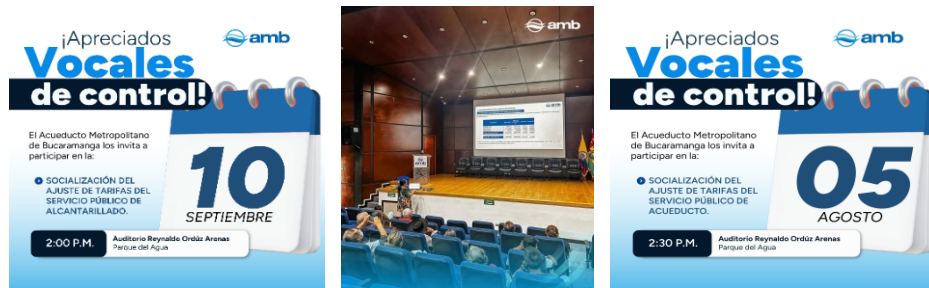 ¡Apreciados
Vocales
de control!
amb
El Acueducto Metropolitano
de Bucaramanga los invita a
participar en la:
SOCIALIZACIÓN DEL
AJUSTE DE TARIFAS DEL
SERVICIO PÚBLICO DE
ALCANTARILLADO.
10
SEPTIEMBRE
2:00 P.M.
Auditorio Reynaldo Ordúz Arenas
Parque del Agua
amb
amb
¡Apreciados
Vocales
de control!
amb
El Acueducto Metropolitano
de Bucaramanga los invita a
participar en la:
SOCIALIZACIÓN DEL
AJUSTE DE TARIFAS DEL
SERVICIO PÚBLICO DE
ACUEDUCTO.
05
AGOSTO
2:30 P.M.
Auditorio Reynaldo Ordúz Arenas
Parque del Agua